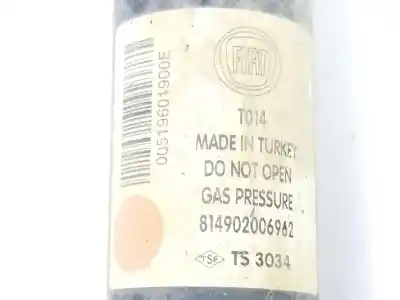 FIAT
T014
MADE IN TURKEY
DO NOT OPEN
GAS PRESSURE
814902006962
TSE TS 3034
00519601900E